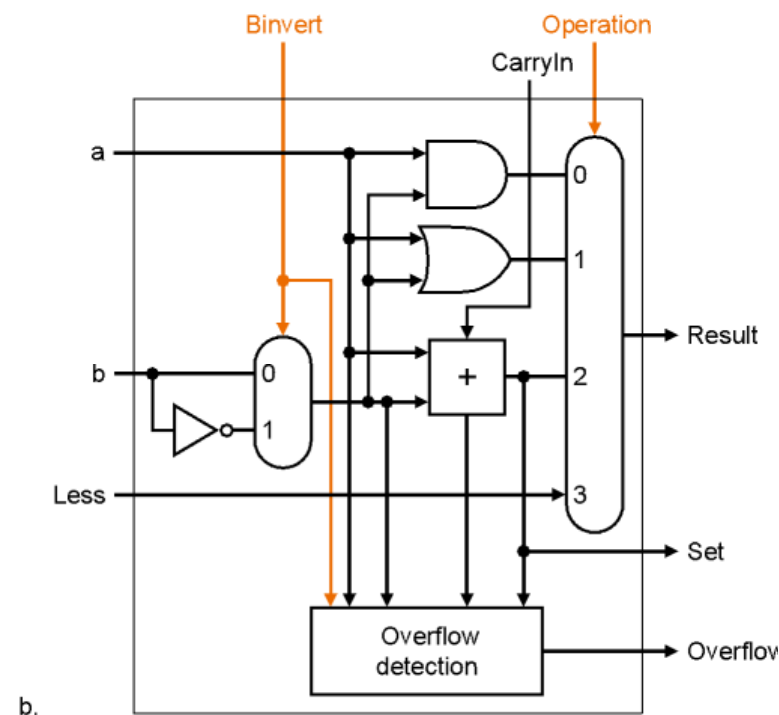 Binvert
Operation
CarryIn
a
0
1
b
0
+
2
Result
1
Less
3
Set
Overflow
detection
Overflow
b.